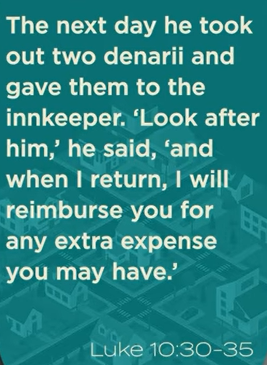 The next day he took
out two denarii and
gave them to the
innkeeper. ‘Look after
him,’ he said, ‘and
when I return, I will
reimburse you for
any extra expense
you may have.’
Luke 10:30-35